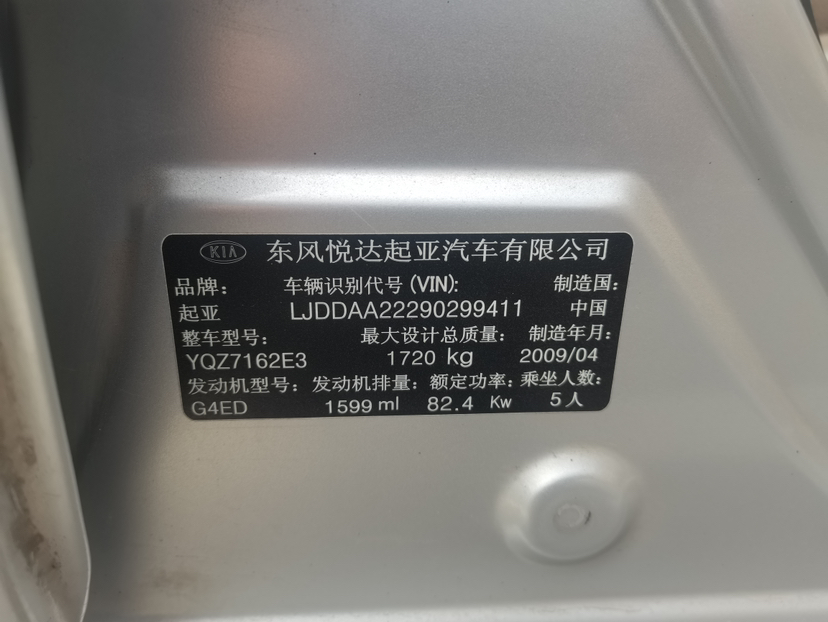 KIA 东风悦达起亚汽车有限公司
品牌: 车辆识别代号(VIN): 制造国:
起亚 LJDDAA22290299411 中国
整车型号: 最大设计总质量: 制造年月:
YQZ7162E3 1720 kg 2009/04
发动机型号: 发动机排量: 额定功率: 乘坐人数:
G4ED 1599 ml 82.4 Kw 5人